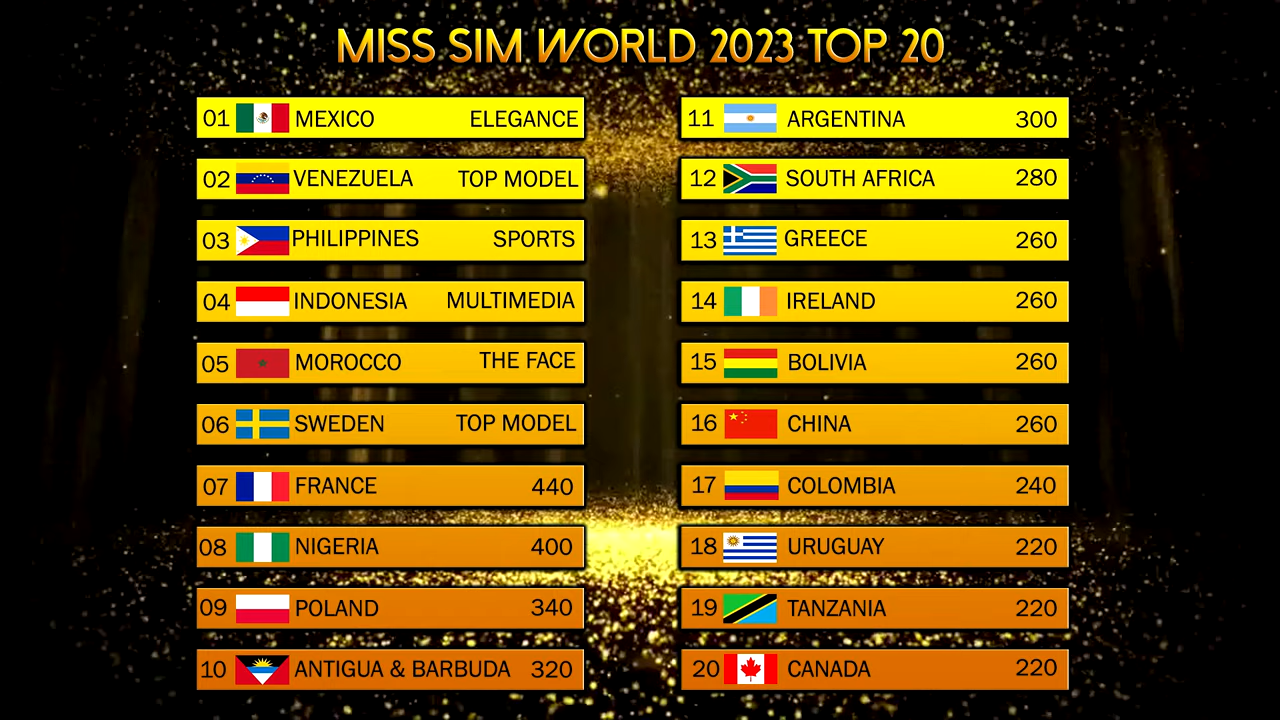 MISS SIM WORLD 2023 TOP 20
01 MEXICO ELEGANCE
02 VENEZUELA TOP MODEL
03 PHILIPPINES SPORTS
04 INDONESIA MULTIMEDIA
05 MOROCCO THE FACE
06 SWEDEN TOP MODEL
07 FRANCE 440
08 NIGERIA 400
09 POLAND 340
10 ANTIGUA & BARBUDA 320
11 ARGENTINA 300
12 SOUTH AFRICA 280
13 GREECE 260
14 IRELAND 260
15 BOLIVIA 260
16 CHINA 260
17 COLOMBIA 240
18 URUGUAY 220
19 TANZANIA 220
20 CANADA 220